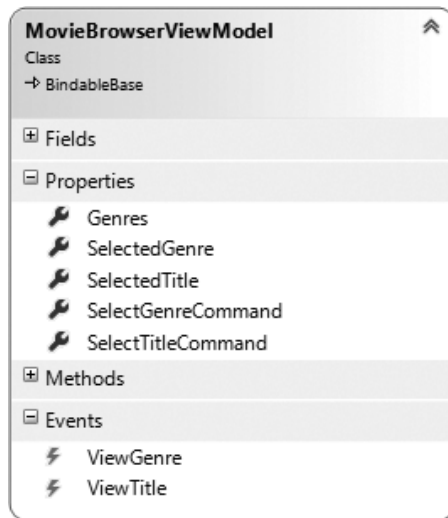 MovieBrowserViewModel
Class
BindableBase
Fields
Properties
Genres
SelectedGenre
SelectedTitle
SelectGenreCommand
SelectTitleCommand
Methods
Events
ViewGenre
ViewTitle